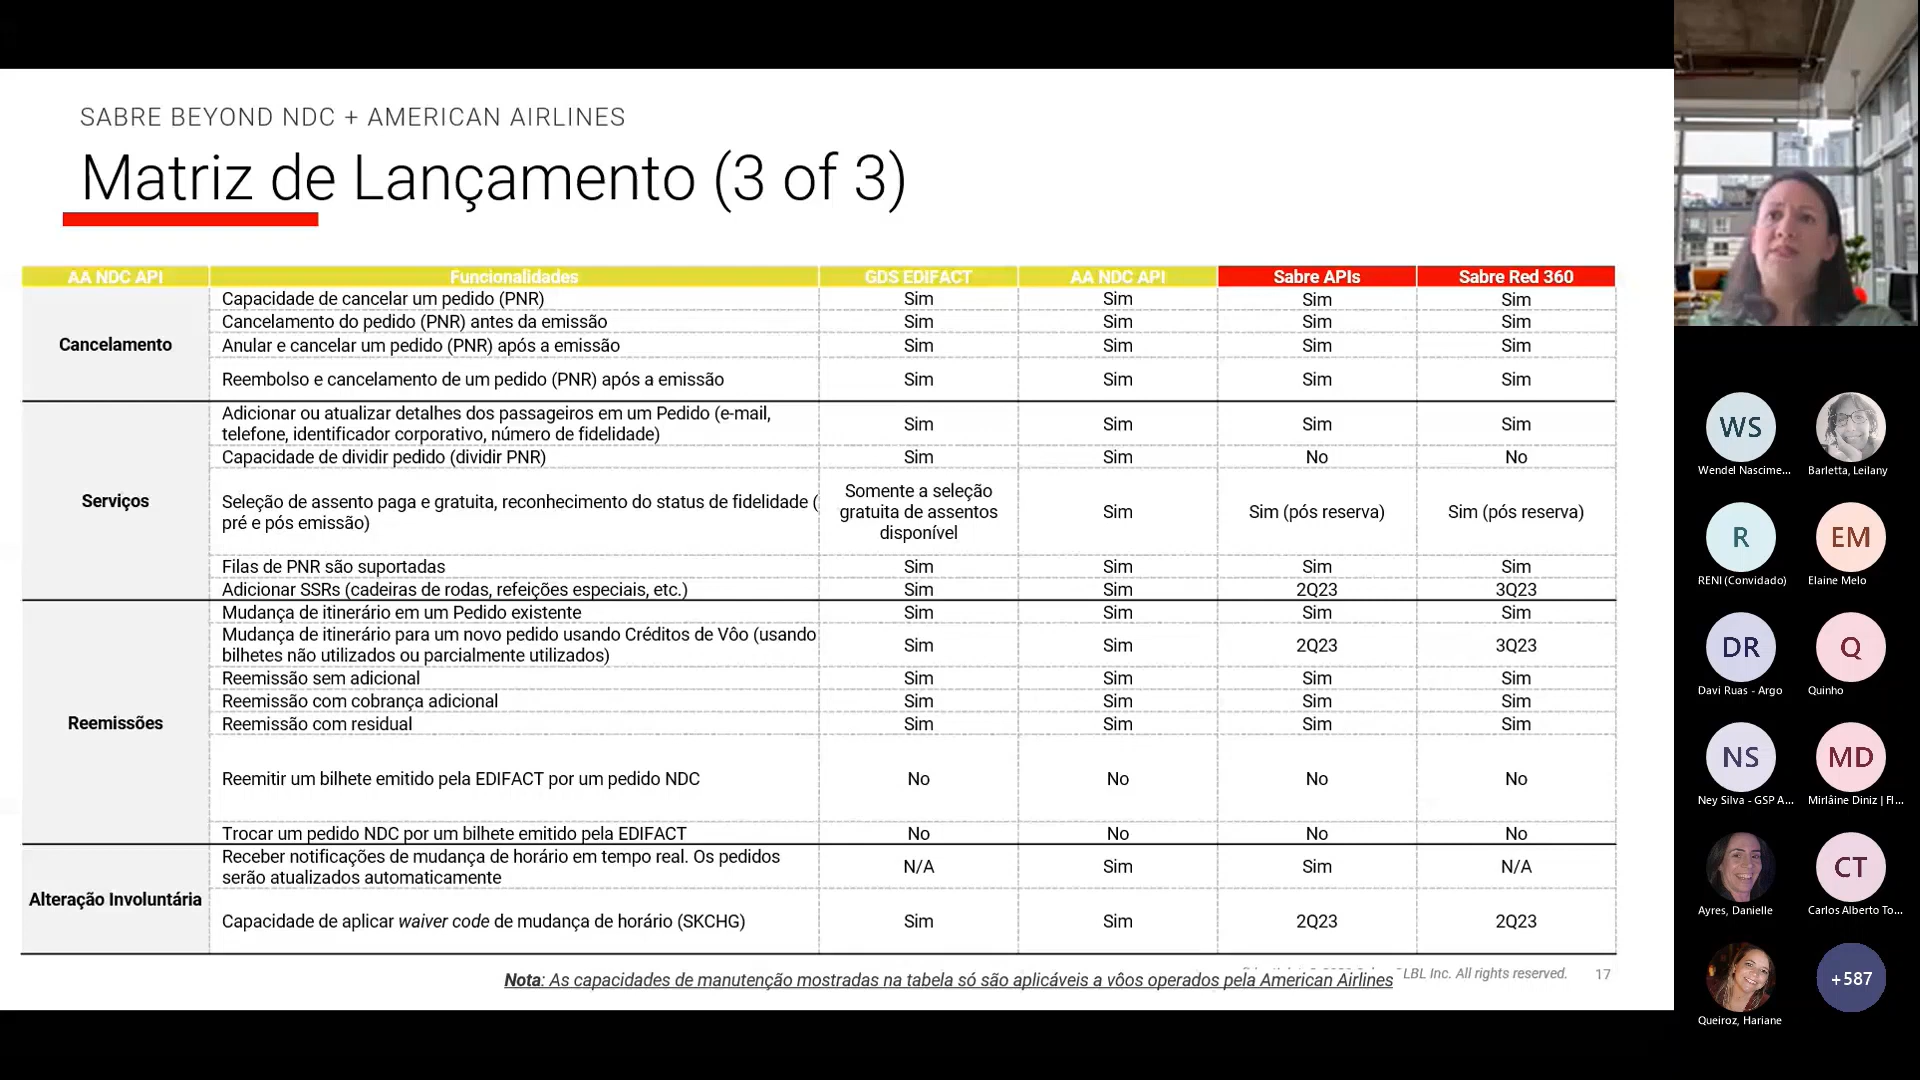 SABRE BEYOND NDC + AMERICAN AIRLINES
Matriz de Lançamento (3 of 3)
AA NDC API Funcionalidades GDS EDIFACT AA NDC API Sabre APIs Sabre Red 360
Cancelamento
Capacidade de cancelar um pedido (PNR) Sim Sim Sim Sim
Cancelamento do pedido (PNR) antes da emissão Sim Sim Sim Sim
Anular e cancelar um pedido (PNR) após a emissão Sim Sim Sim Sim
Reembolso e cancelamento de um pedido (PNR) após a emissão Sim Sim Sim Sim
Serviços
Adicionar ou atualizar detalhes dos passageiros em um Pedido (e-mail,
telefone, identificador corporativo, número de fidelidade) Sim Sim Sim Sim
Capacidade de dividir pedido (dividir PNR) Sim Sim No No
Seleção de assento paga e gratuita, reconhecimento do status de fidelidade (
pré e pós emissão)
Somente a seleção
gratuita de assentos
disponível
Sim Sim (pós reserva) Sim (pós reserva)
Filas de PNR são suportadas Sim Sim Sim Sim
Adicionar SSRs (cadeiras de rodas, refeições especiais, etc.) Sim Sim 2Q23 3Q23
Reemissões
Mudança de itinerário em um Pedido existente Sim Sim Sim Sim
Mudança de itinerário para um novo pedido usando Créditos de Vôo (usando
bilhetes não utilizados ou parcialmente utilizados) Sim Sim 2Q23 3Q23
Reemissão sem adicional Sim Sim Sim Sim
Reemissão com cobrança adicional Sim Sim Sim Sim
Reemissão com residual Sim Sim Sim Sim
Reemitir um bilhete emitido pela EDIFACT por um pedido NDC No No No No
Trocar um pedido NDC por um bilhete emitido pela EDIFACT No No No No
Alteração Involuntária
Receber notificações de mudança de horário em tempo real. Os pedidos
serão atualizados automaticamente N/A Sim Sim N/A
Capacidade de aplicar waiver code de mudança de horário (SKCHG) Sim Sim 2Q23 2Q23
Nota: As capacidades de manutenção mostradas na tabela só são aplicáveis a vôos operados pela American Airlines
LBL Inc. All rights reserved. 17
WS
Wendel Nascime...
Barletta, Leilany
R
RENI (Convidado)
EM
Elaine Melo
DR
Davi Ruas - Argo
Q
Quinho
NS
Ney Silva - GSP A...
MD
Mirlâine Diniz | Fl...
Ayres, Danielle
CT
Carlos Alberto To...
Queiroz, Hariane
+587